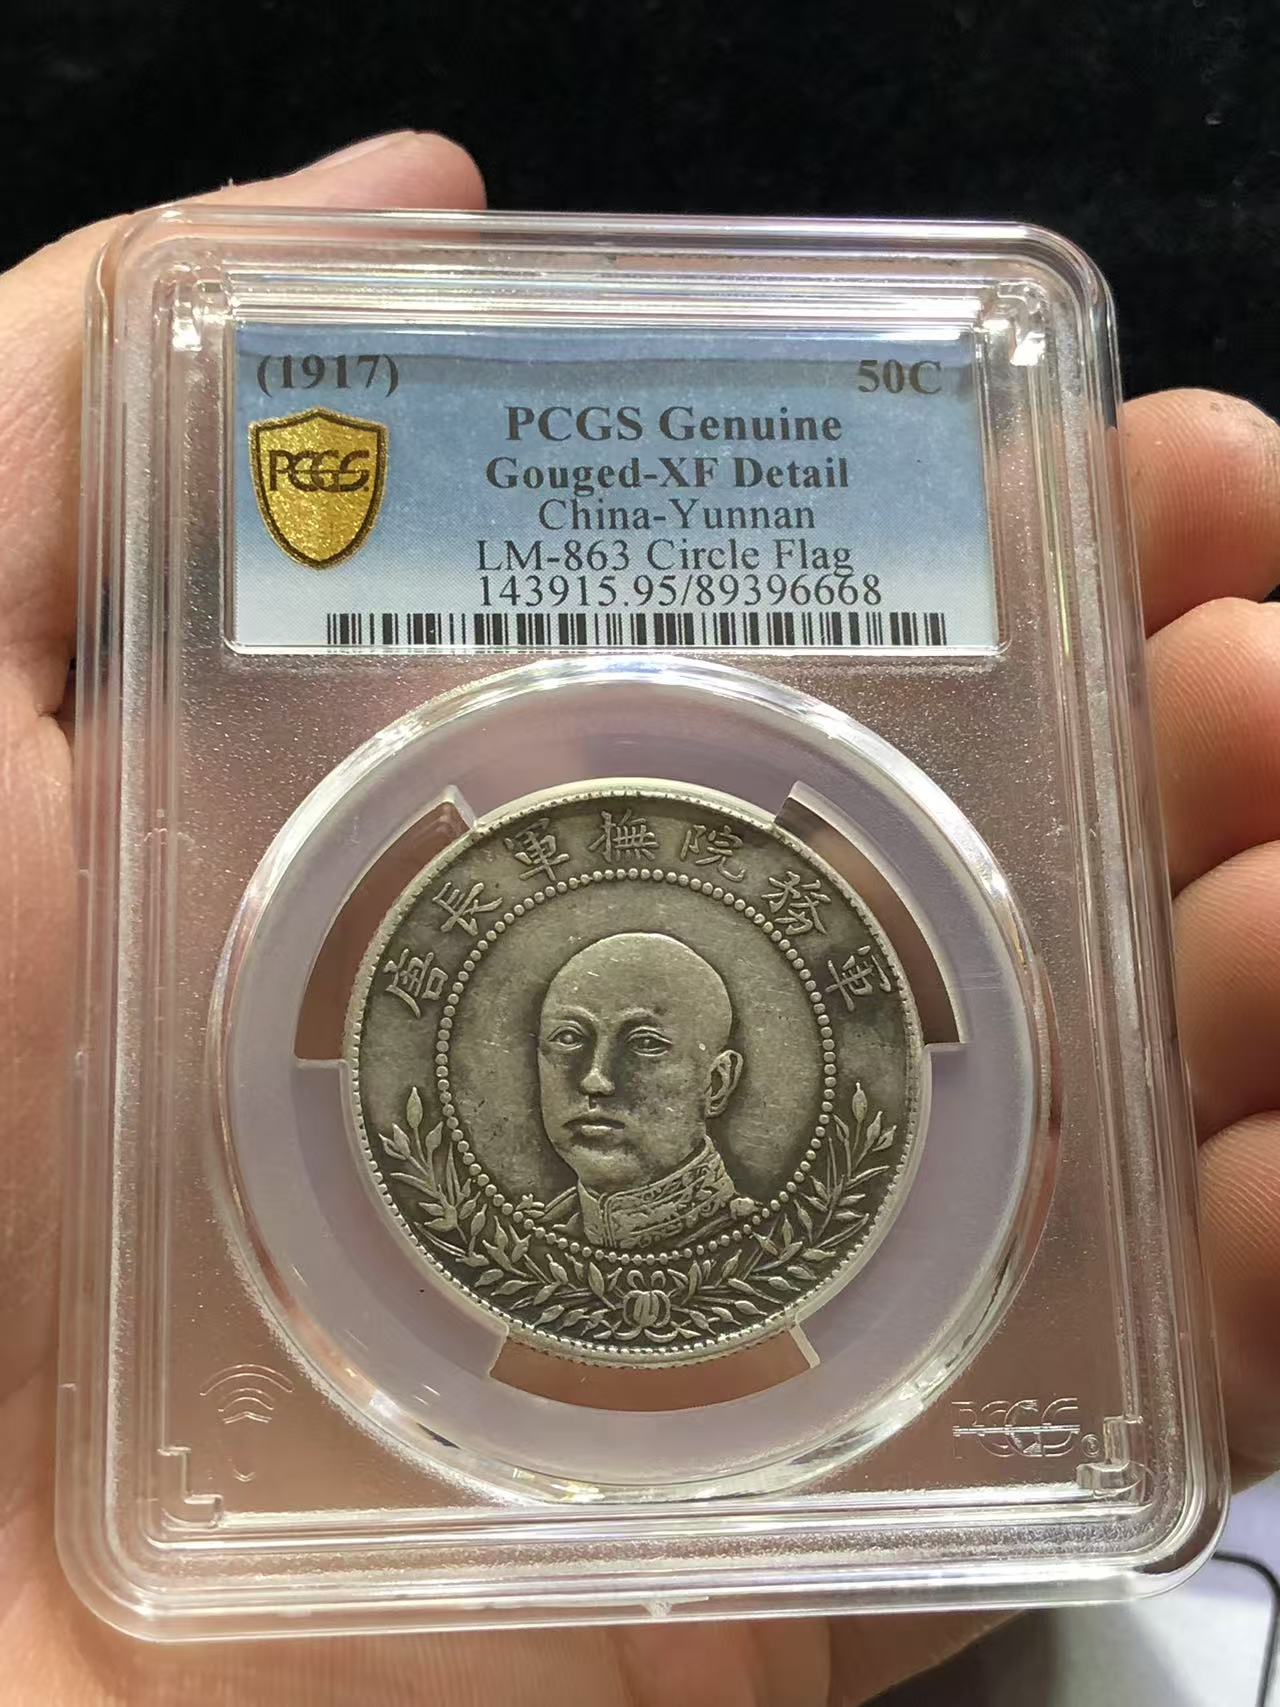 (1917) 50C
PCGS
PCGS Genuine
Gouged-XF Detail
China-Yunnan
LM-863 Circle Flag
143915.95/89396668
軍務院撫軍長唐
PCGS